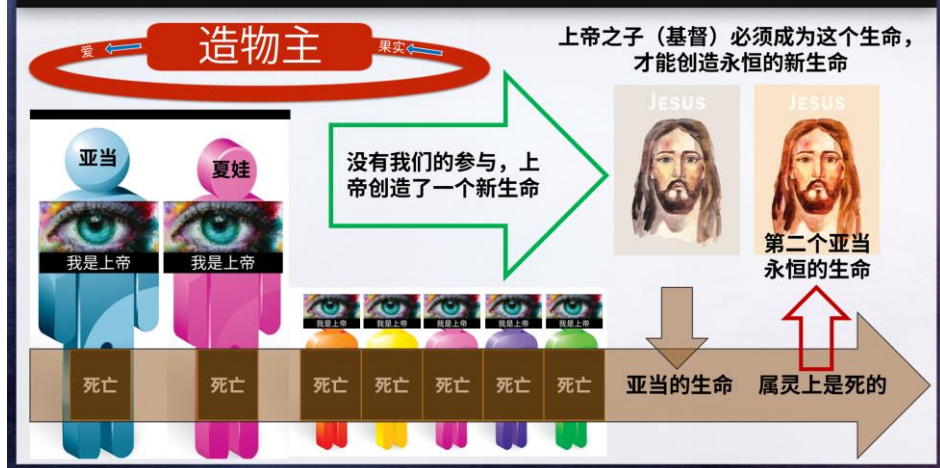 爱
造物主
果实
上帝之子（基督）必须成为这个生命，
才能创造永恒的新生命
JESUS
JESUS
亚当
夏娃
没有我们的参与，上
帝创造了一个新生命
我是上帝
我是上帝
第二个亚当
永恒的生命
我是上帝
我是上帝
我是上帝
我是上帝
我是上帝
死亡
死亡
死亡
死亡
死亡
死亡
死亡
亚当的生命
属灵上是死的